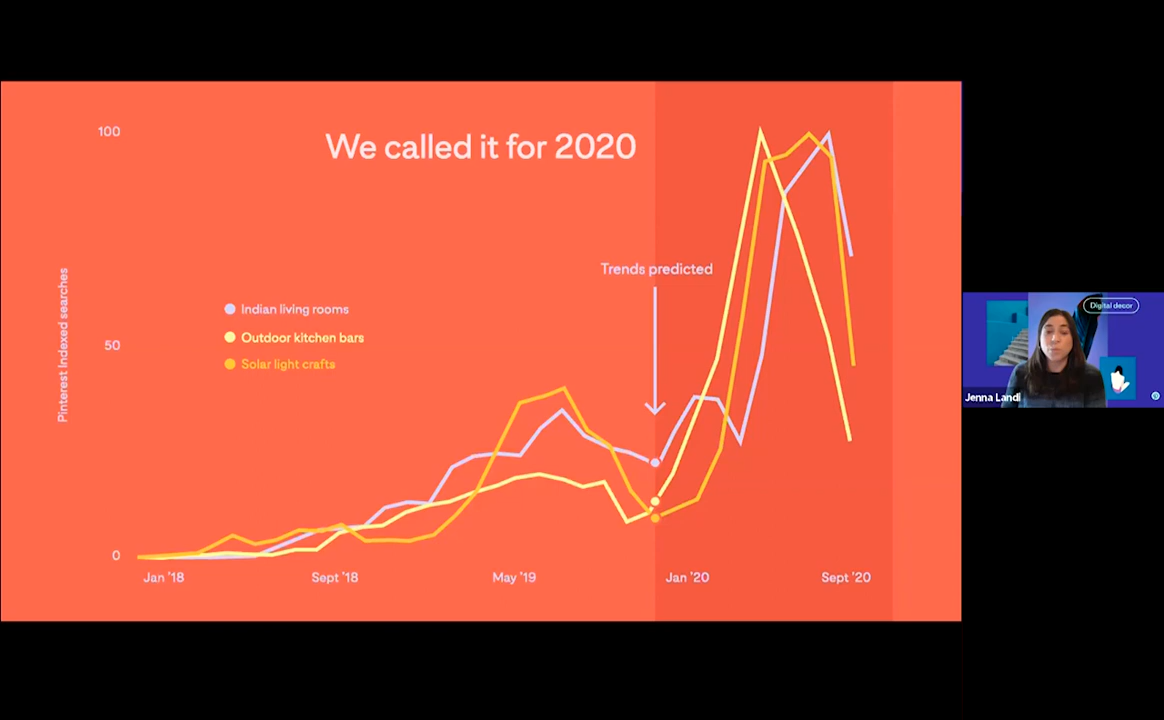 We called it for 2020
100
50
0
Pinterest Indexed searches
Indian living rooms
Outdoor kitchen bars
Solar light crafts
Trends predicted
Jan '18
Sept '18
May '19
Jan '20
Sept '20
Digital decor
Jenna Landi